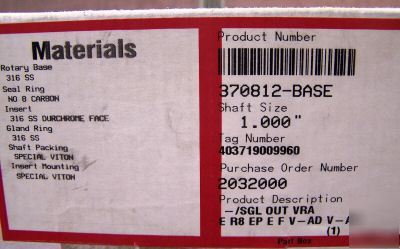 Materials
Rotary Base
316 SS
Seal Ring
NO 8 CARBON
Insert
316 SS DURCHROME FACE
Gland Ring
316 SS
Shaft Packing
SPECIAL VITON
Insert Mounting
SPECIAL VITON
Product Number
370812-BASE
Shaft Size
1.000"
Tag Number
403719009960
Purchase Order Number
2032000
Product Description
-/SGL OUT VRA
E R8 EP E F V-AD V-A
(1)
Part Nos